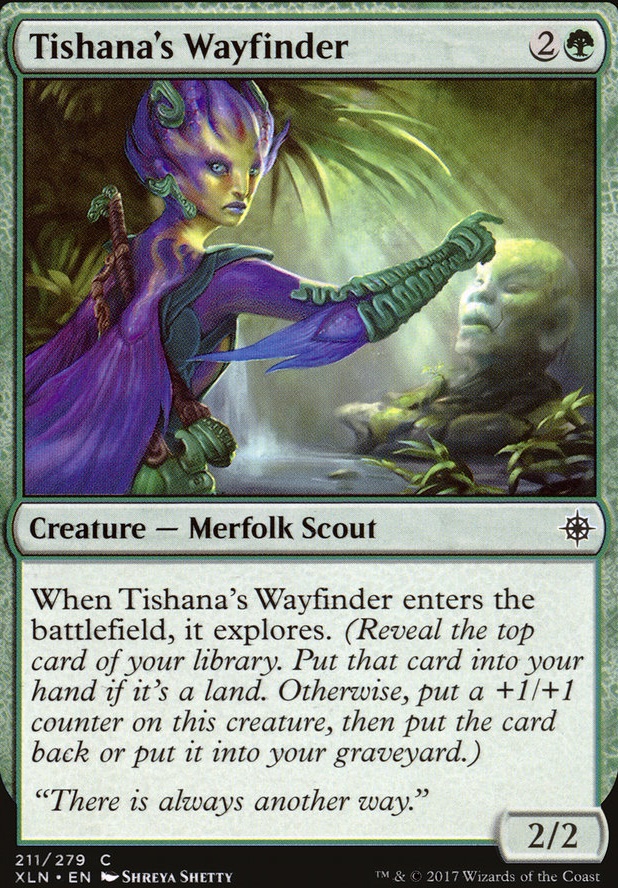 Tishana's Wayfinder 2
Creature — Merfolk Scout
When Tishana's Wayfinder enters the
battlefield, it explores. (Reveal the top
card of your library. Put that card into your
hand if it's a land. Otherwise, put a +1/+1
counter on this creature, then put the card
back or put it into your graveyard.)
"There is always another way."
2/2
211/279 C
XLN • EN Shreya Shetty
™ & © 2017 Wizards of the Coast